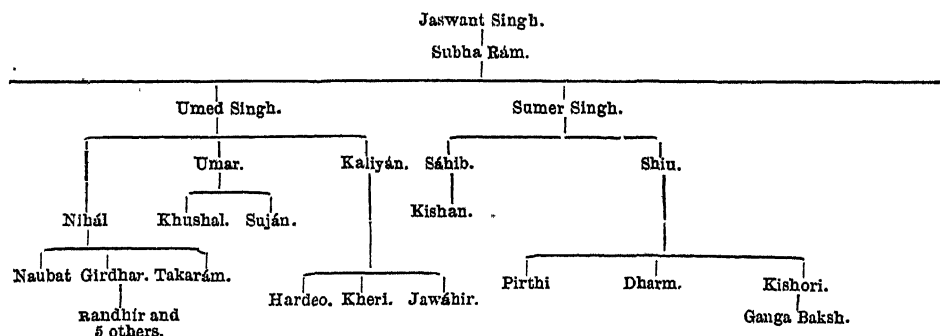 Jaswant Singh.
Subha Rám.
Umed Singh. Sumer Singh.
Umar. Kaliyán. Sáhib. Shiu.
Nihál Khushal. Suján. Kishan.
Naubat Girdhar. Takarám. Hardeo. Kheri. Jawáhir. Pirthi Dharm. Kishori.
Randhír and Ganga Baksh.
5 others.